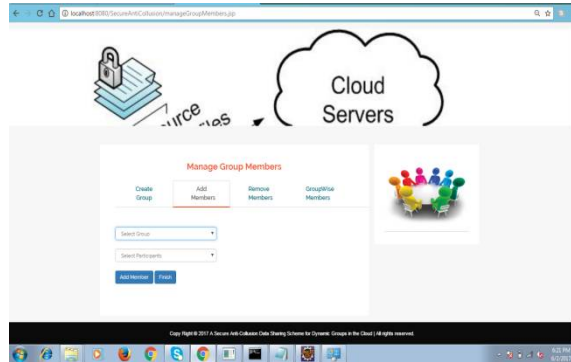 localhost:8080/SecureAntiCollusion/manageGroupMembers.jsp
Cloud
Servers
Manage Group Members
Create Group
Add Members
Remove Members
GroupWise Members
Select Group
Select Participants
Add Member Finish
Copy Right © 2017 A Secure Anti-Collusion Data Sharing Scheme for Dynamic Groups in the Cloud | All rights reserved.